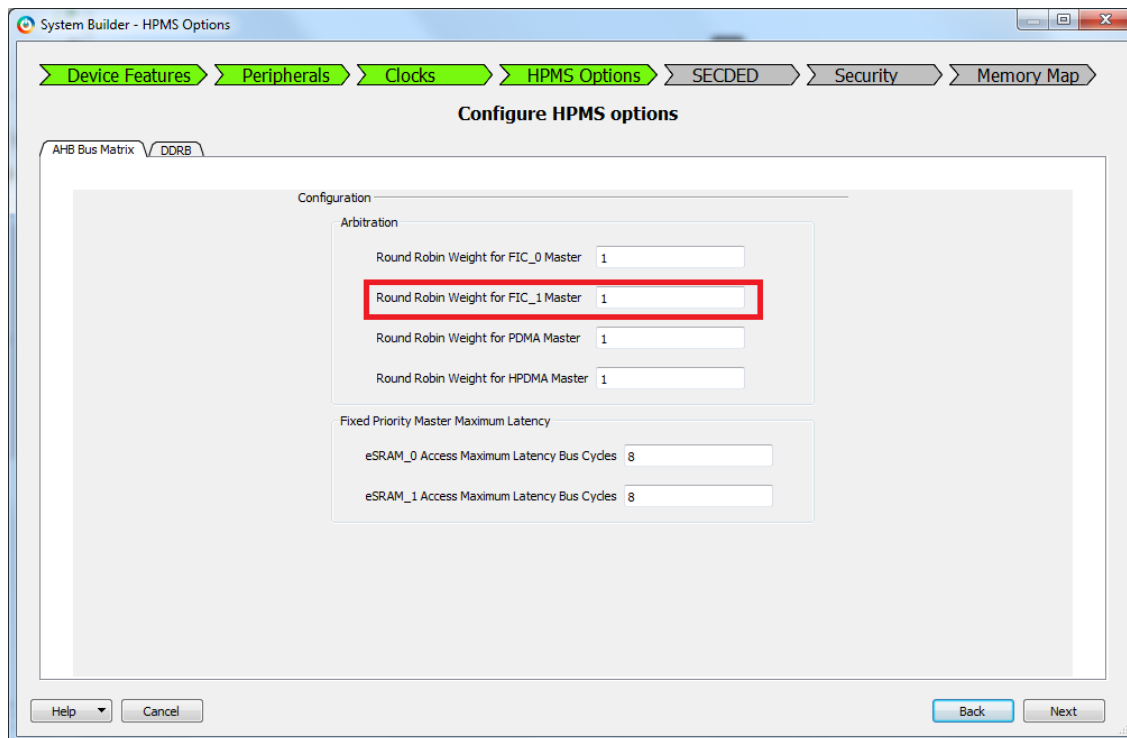 System Builder - HPMS Options
Device Features Peripherals Clocks HPMS Options SECDED Security Memory Map
Configure HPMS options
AHB Bus Matrix DDRB
Configuration
Arbitration
Round Robin Weight for FIC_0 Master 1
Round Robin Weight for FIC_1 Master 1
Round Robin Weight for PDMA Master 1
Round Robin Weight for HPDMA Master 1
Fixed Priority Master Maximum Latency
eSRAM_0 Access Maximum Latency Bus Cycles 8
eSRAM_1 Access Maximum Latency Bus Cycles 8
Help Cancel Back Next